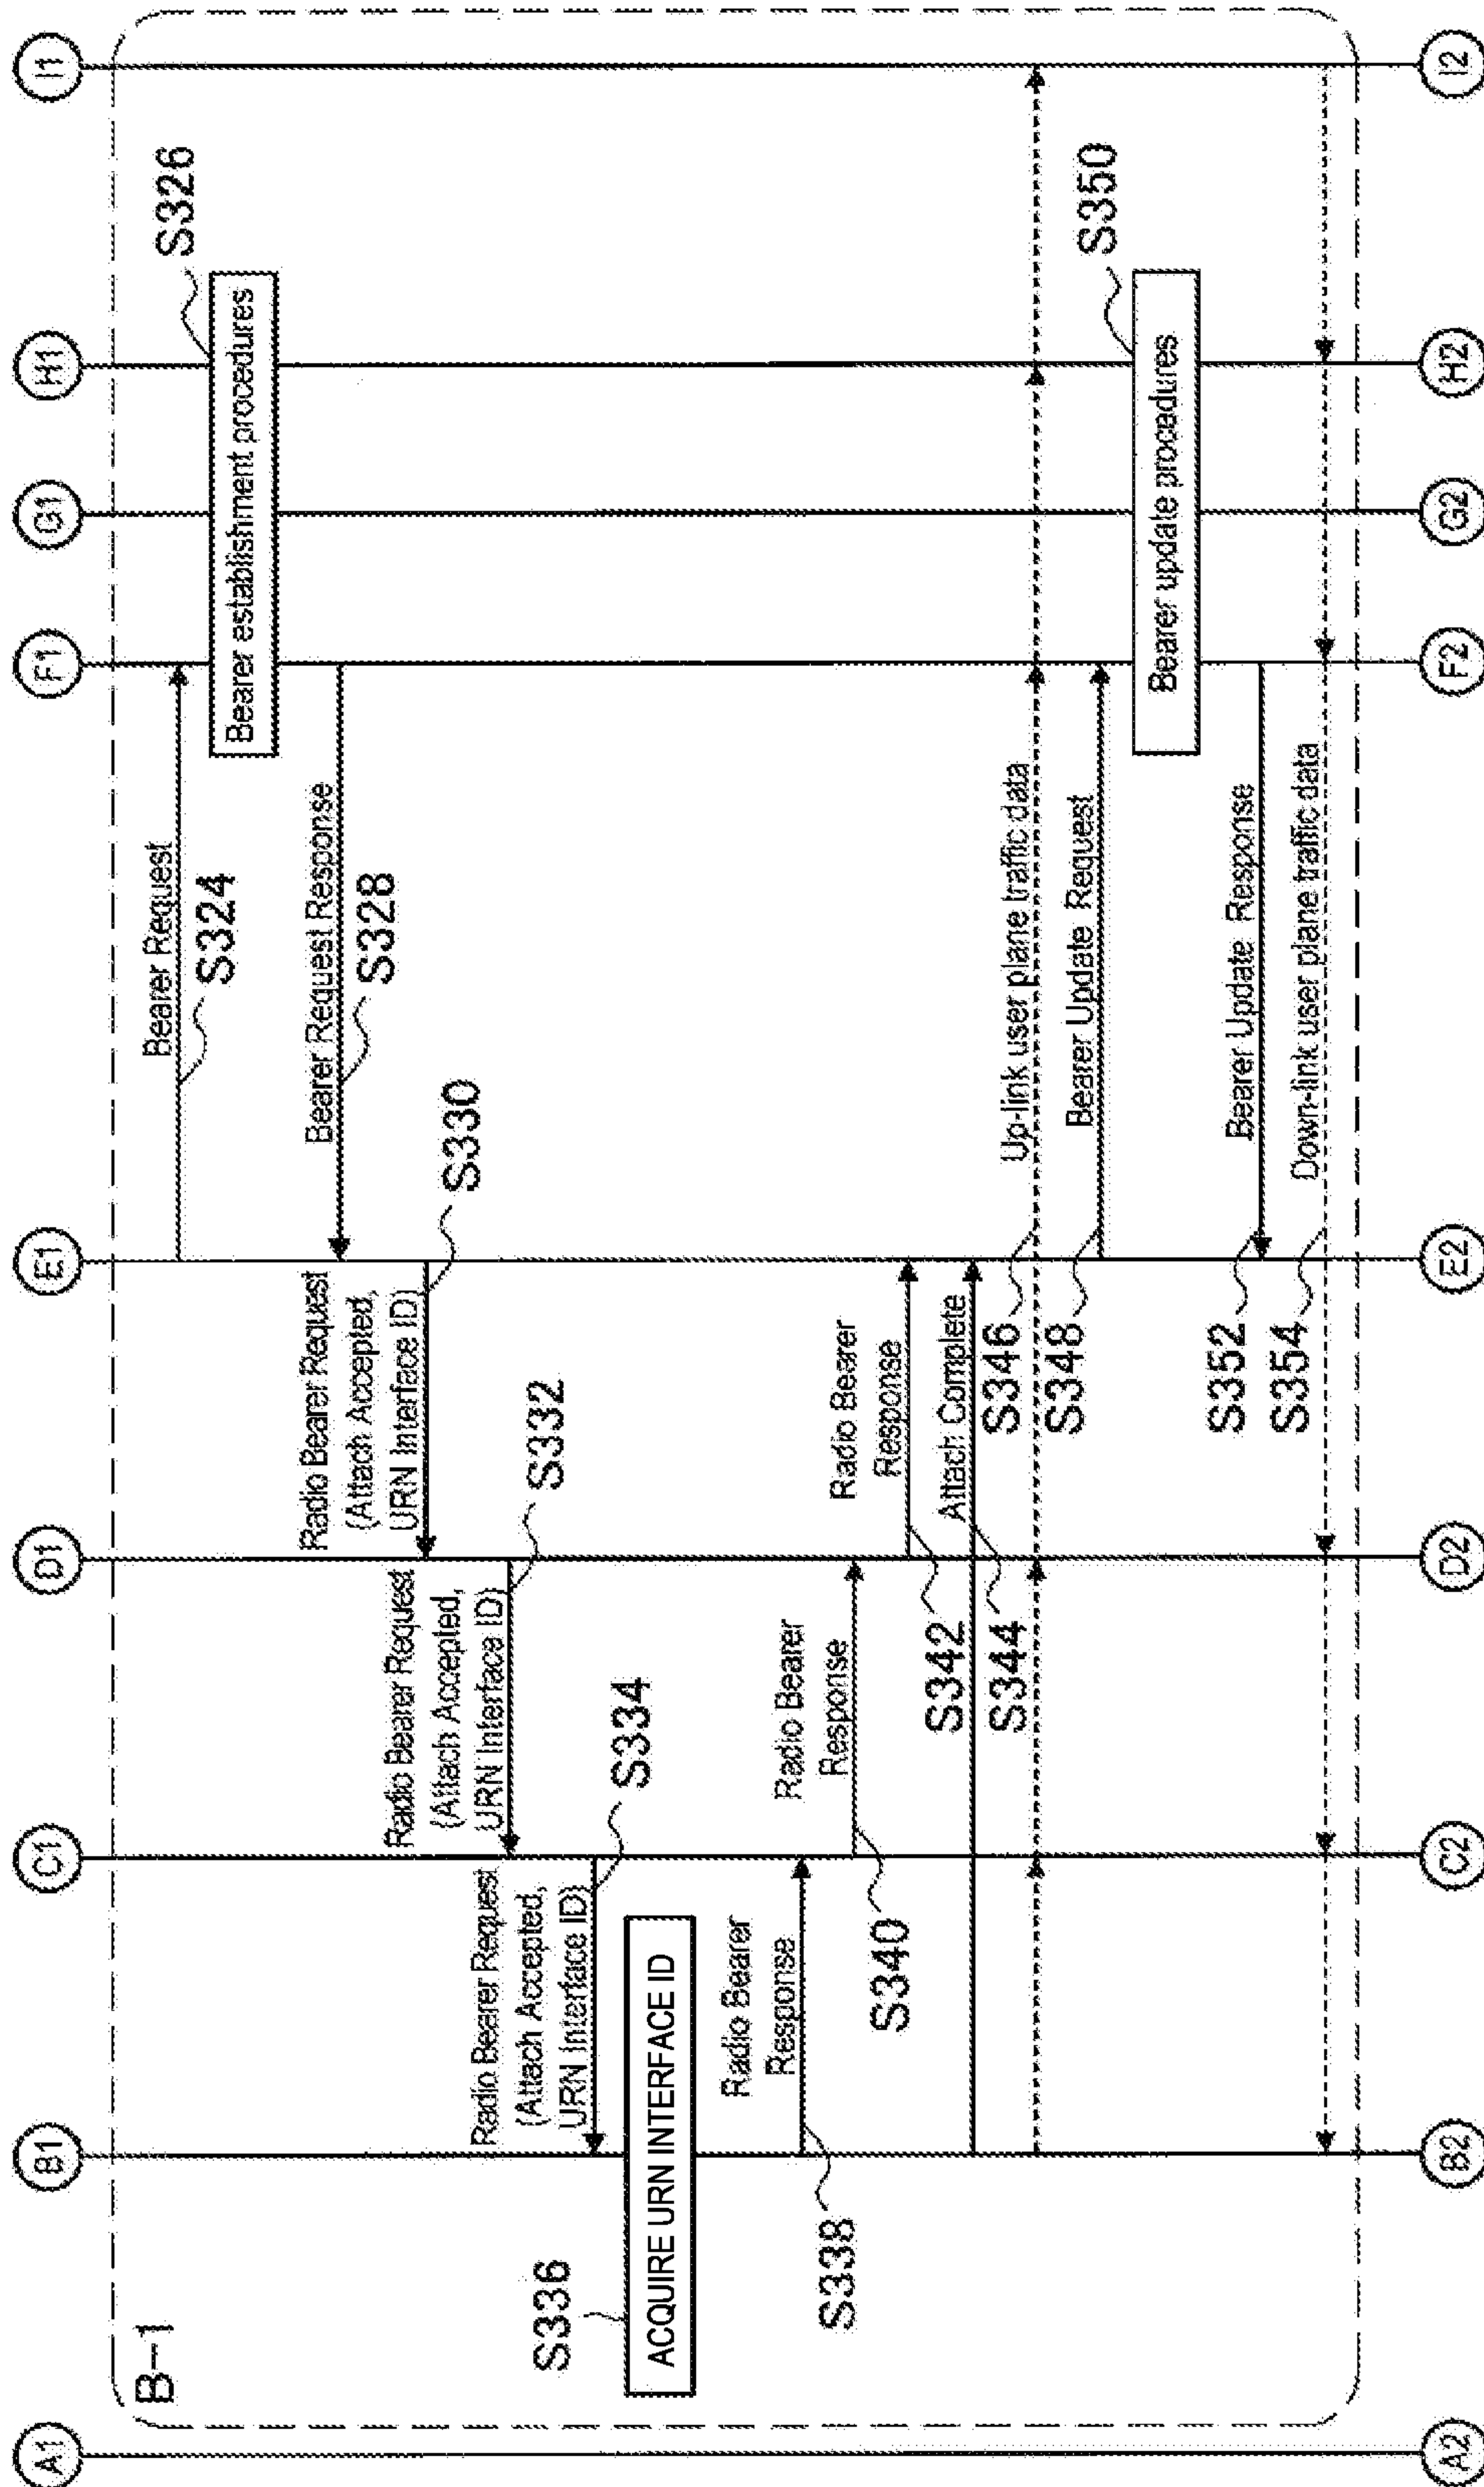 A1
B1
C1
D1
E1
F1
G1
H1
I1
B-1
Bearer Request
S324
Bearer establishment procedures
S326
Bearer Request Response
S328
Radio Bearer Request
(Attach Accepted,
URN Interface ID)
S330
Radio Bearer Request
(Attach Accepted,
URN Interface ID)
S332
Radio Bearer Request
(Attach Accepted,
URN Interface ID)
S334
S336
ACQUIRE URN INTERFACE ID
Radio Bearer
Response
S338
Radio Bearer
Response
S340
Radio Bearer
Response
S342
Attach Complete
S344
Up-link user plane traffic data
S346
Bearer Update Request
S348
Bearer update procedures
S350
Bearer Update Response
S352
Down-link user plane traffic data
S354
A2
B2
C2
D2
E2
F2
G2
H2
I2